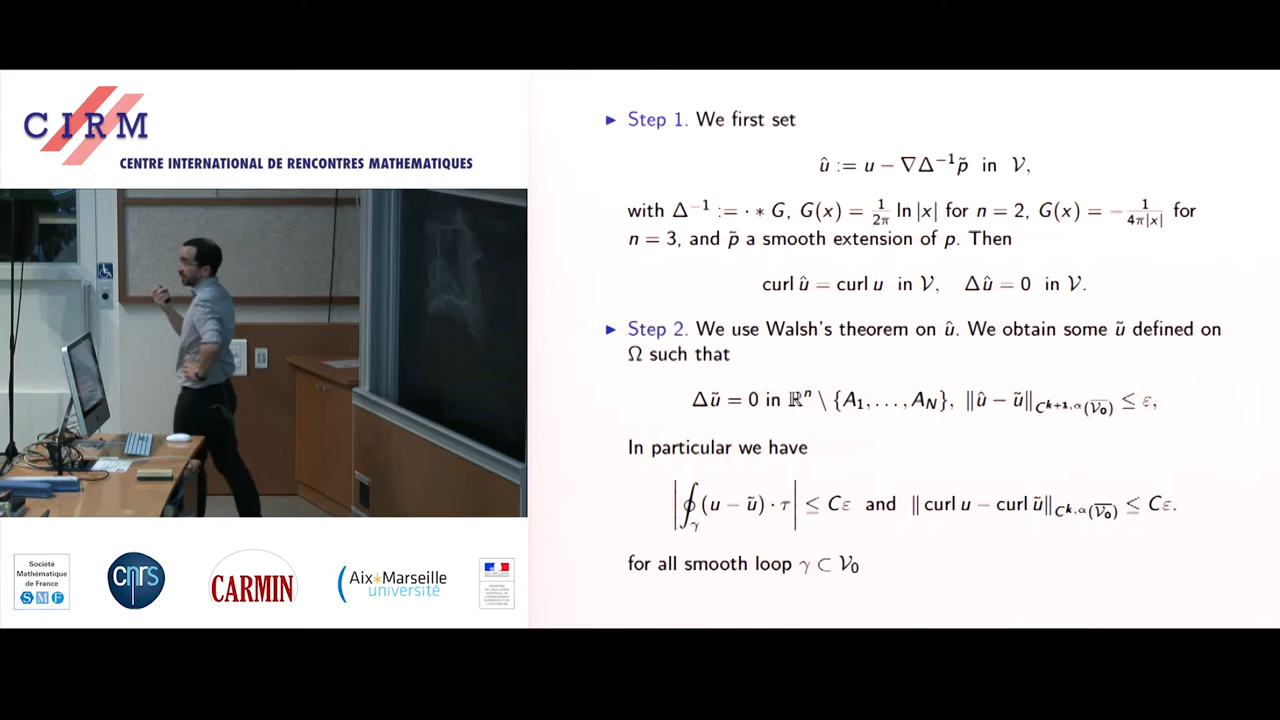 CIRM
CENTRE INTERNATIONAL DE RENCONTRES MATHEMATIQUES
Société
Mathématique
de France
SMF
cnrs
CARMIN
(Aix*Marseille
université
▶ Step 1. We first set
û := u − ∇Δ⁻¹p̃ in 𝒱,
with Δ⁻¹ := · ∗ G, G(x) = 1/2π ln |x| for n = 2, G(x) = − 1/4π|x| for
n = 3, and p̃ a smooth extension of p. Then
curl û = curl u in 𝒱, Δû = 0 in 𝒱.
▶ Step 2. We use Walsh's theorem on û. We obtain some ũ defined on
Ω such that
Δũ = 0 in ℝⁿ \ {A₁, . . . , A_N}, ‖û − ũ‖_{C^{k+1,α}(𝒱₀‾)} ≤ ε,
In particular we have
|∮_γ (u − ũ) · τ| ≤ Cε and ‖ curl u − curl ũ‖_{C^{k,α}(𝒱₀‾)} ≤ Cε.
for all smooth loop γ ⊂ 𝒱₀